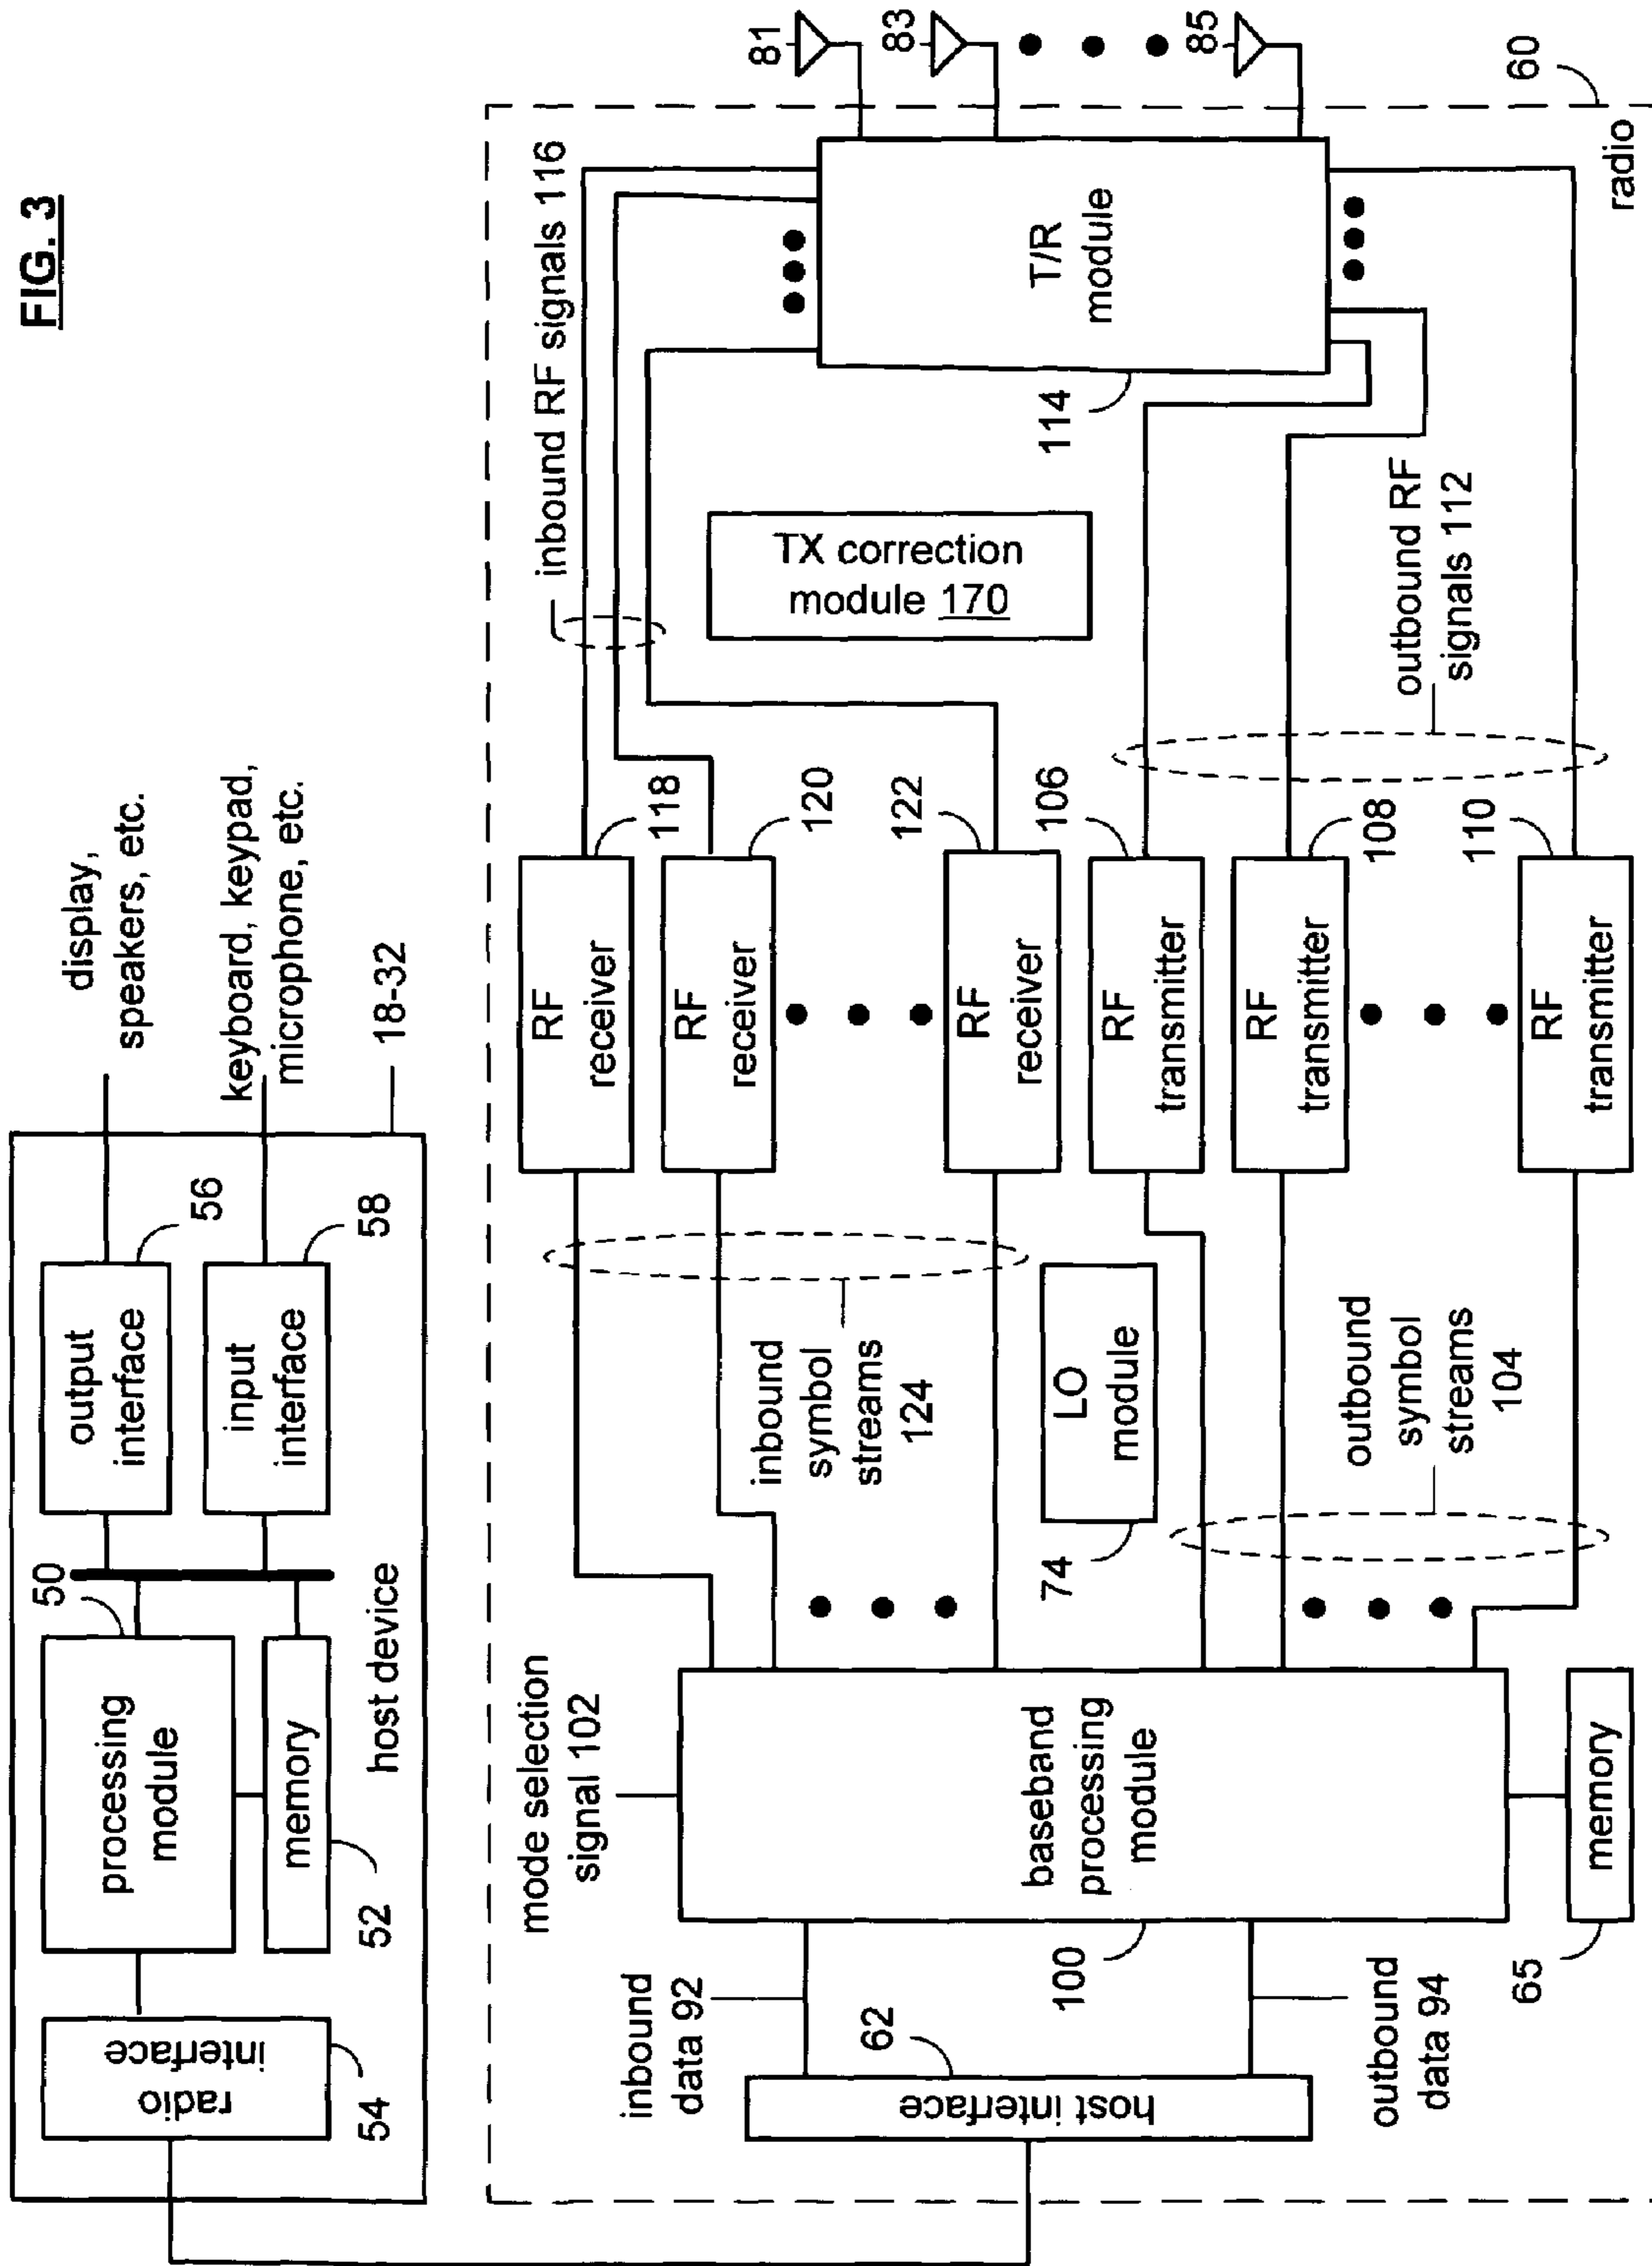 FIG. 3
display,
speakers, etc.
keyboard, keypad,
microphone, etc.
18-32
radio
interface
54
processing
module
50
memory
52
host device
output
interface
56
input
interface
58
mode selection
signal 102
inbound
data 92
62
host interface
100
outbound
data 94
baseband
processing
module
65
memory
inbound
symbol
streams
124
74
LO
module
outbound
symbol
streams
104
RF
receiver
118
RF
receiver
120
RF
receiver
122
RF
transmitter
106
RF
transmitter
108
RF
transmitter
110
inbound RF signals 116
TX correction
module 170
outbound RF
signals 112
T/R
module
114
81
83
85
60
radio